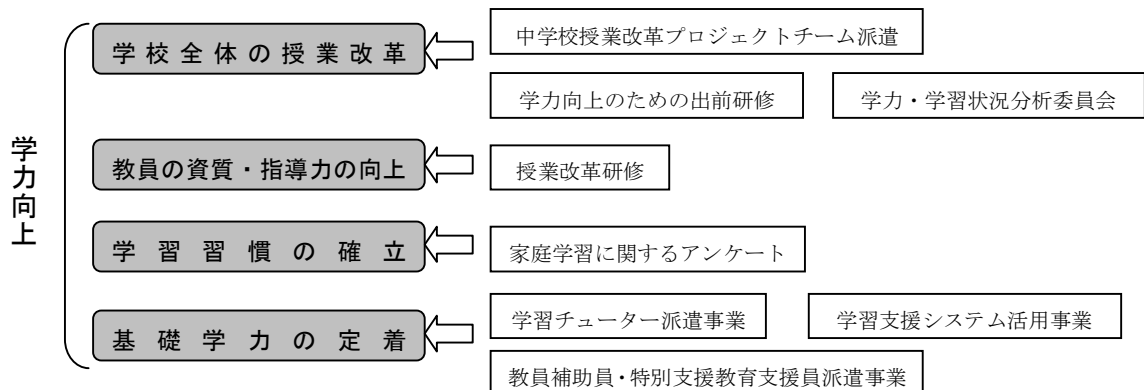 学力向上
学校全体の授業改革
中学校授業改革プロジェクトチーム派遣
学力向上のための出前研修
学力・学習状況分析委員会
教員の資質・指導力の向上
授業改革研修
学習習慣の確立
家庭学習に関するアンケート
基礎学力の定着
学習チューター派遣事業
学習支援システム活用事業
教員補助員・特別支援教育支援員派遣事業